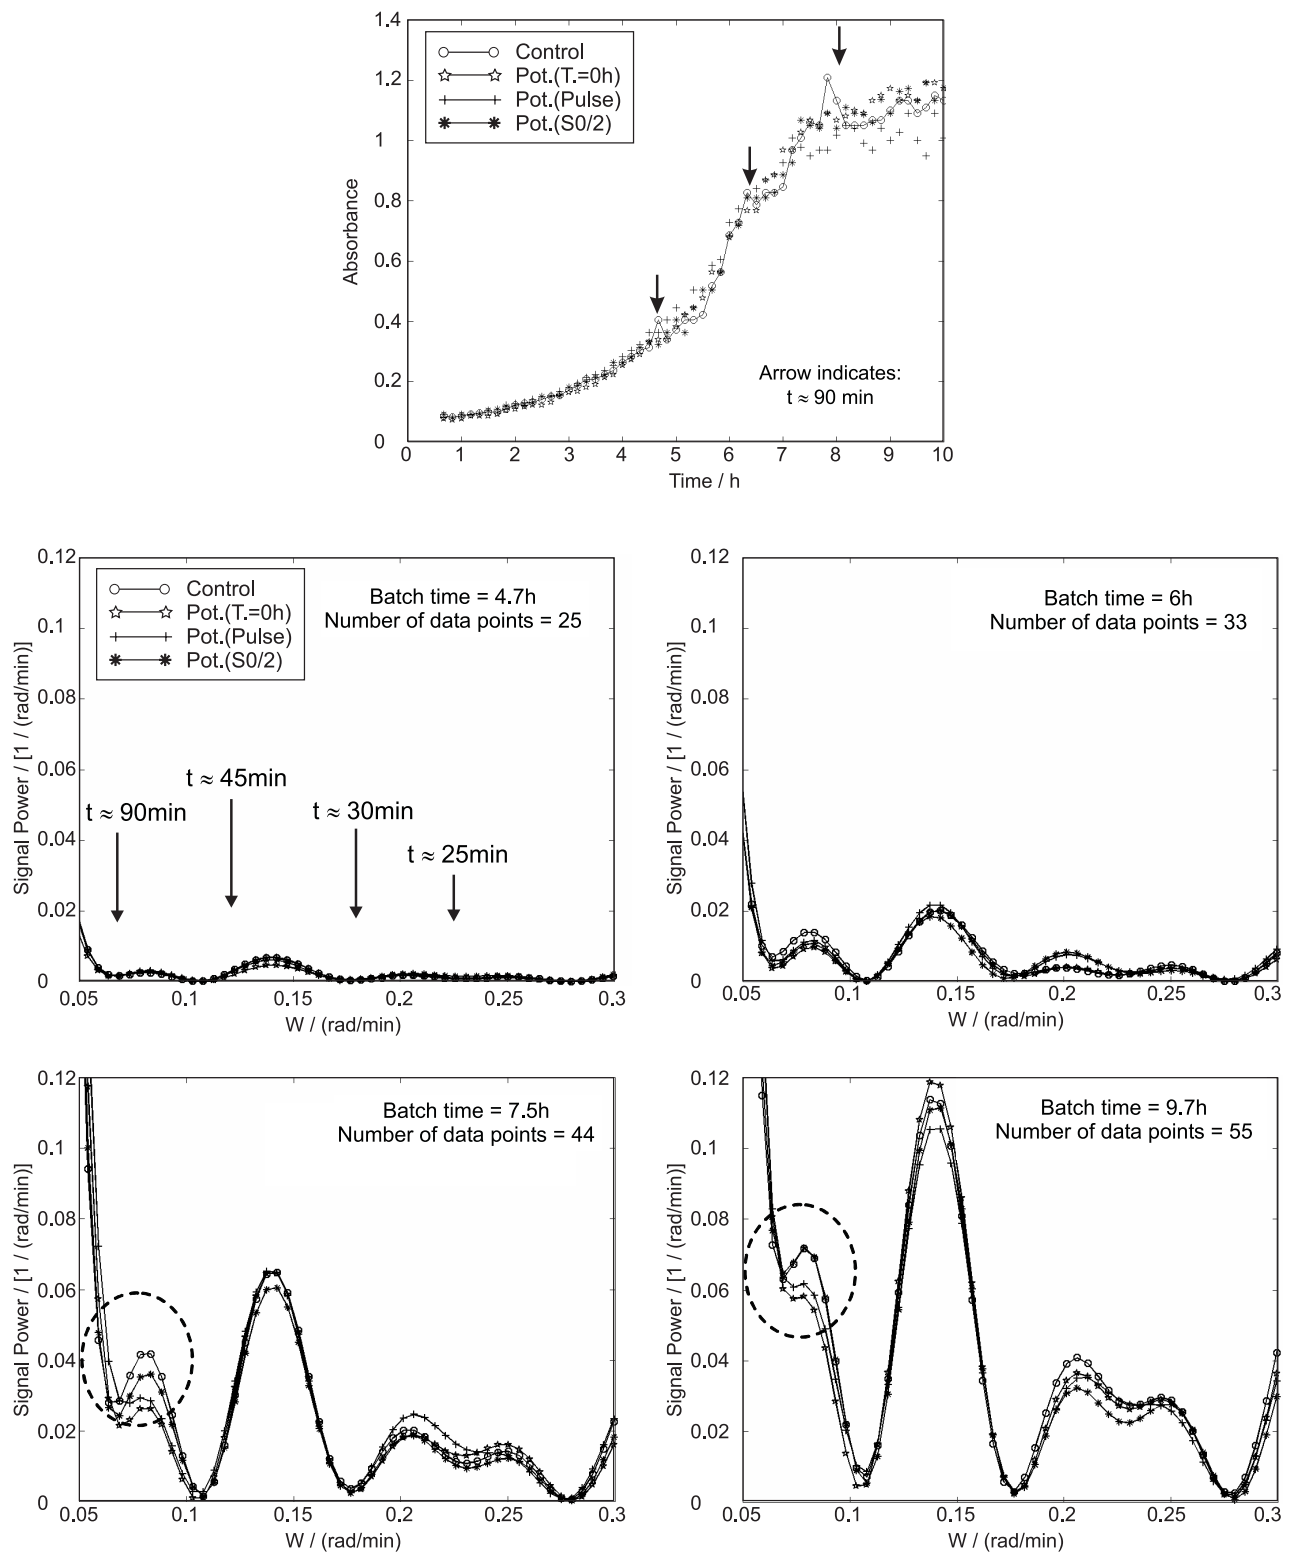 1.4
1.2
1
0.8
0.6
0.4
0.2
0
Absorbance
Control
Pot.(T.=0h)
Pot.(Pulse)
Pot.(S0/2)
Arrow indicates:
t ≈ 90 min
0 1 2 3 4 5 6 7 8 9 10
Time / h
0.12
0.1
0.08
0.06
0.04
0.02
0
Signal Power / [1 / (rad/min)]
Control
Pot.(T.=0h)
Pot.(Pulse)
Pot.(S0/2)
Batch time = 4.7h
Number of data points = 25
t ≈ 45min
t ≈ 90min
t ≈ 30min
t ≈ 25min
0.05 0.1 0.15 0.2 0.25 0.3
W / (rad/min)
0.12
0.1
0.08
0.06
0.04
0.02
0
Signal Power / [1 / (rad/min)]
Batch time = 6h
Number of data points = 33
0.05 0.1 0.15 0.2 0.25 0.3
W / (rad/min)
0.12
0.1
0.08
0.06
0.04
0.02
0
Signal Power / [1 / (rad/min)]
Batch time = 7.5h
Number of data points = 44
0.05 0.1 0.15 0.2 0.25 0.3
W / (rad/min)
0.12
0.1
0.08
0.06
0.04
0.02
0
Signal Power / [1 / (rad/min)]
Batch time = 9.7h
Number of data points = 55
0.05 0.1 0.15 0.2 0.25 0.3
W / (rad/min)